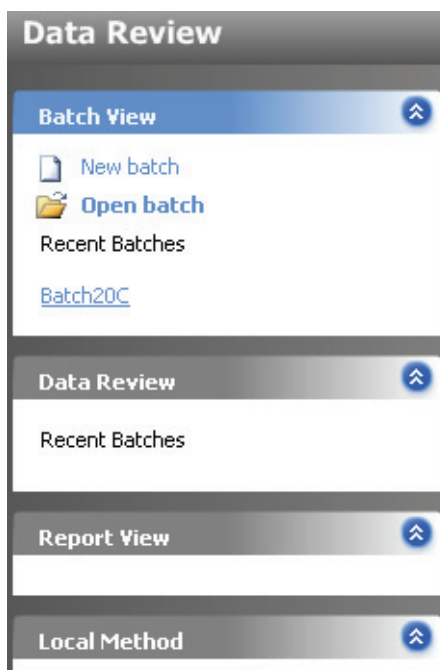 Data Review
Batch View
New batch
Open batch
Recent Batches
Batch20C
Data Review
Recent Batches
Report View
Local Method